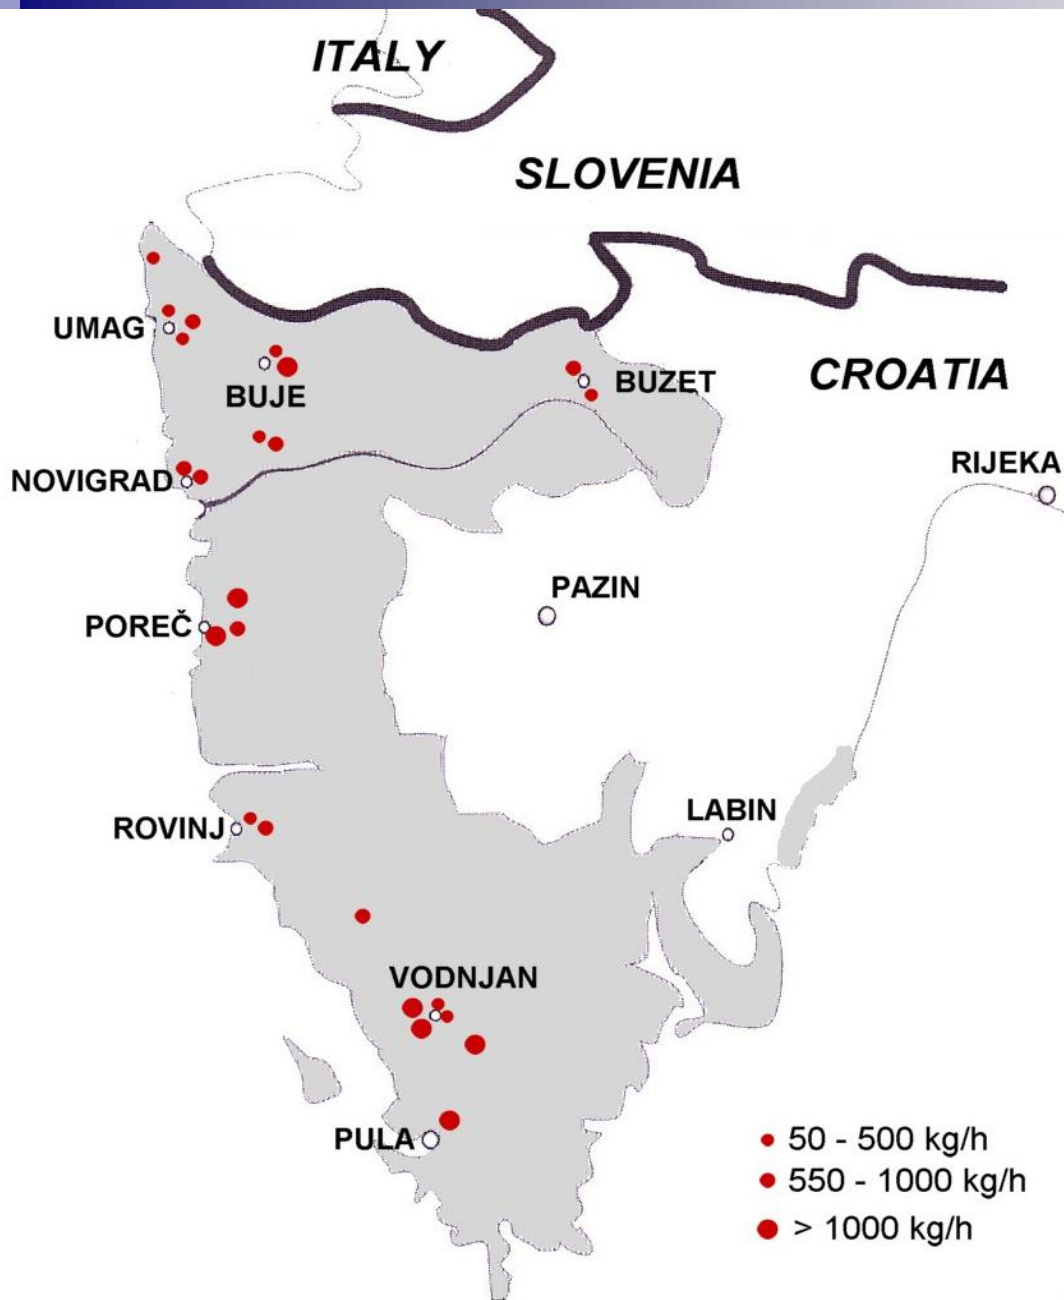 ITALY
SLOVENIA
UMAG
BUJE
BUZET
CROATIA
NOVIGRAD
RIJEKA
PAZIN
POREČ
ROVINJ
LABIN
VODNJAN
PULA
50 - 500 kg/h
550 - 1000 kg/h
> 1000 kg/h